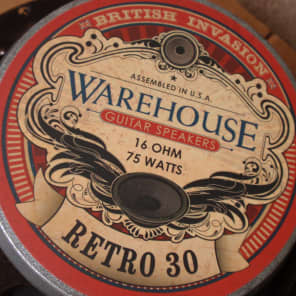 BRITISH INVASION
ASSEMBLED IN U.S.A.
WAREHOUSE
GUITAR SPEAKERS
16 OHM
75 WATTS
RETRO 30